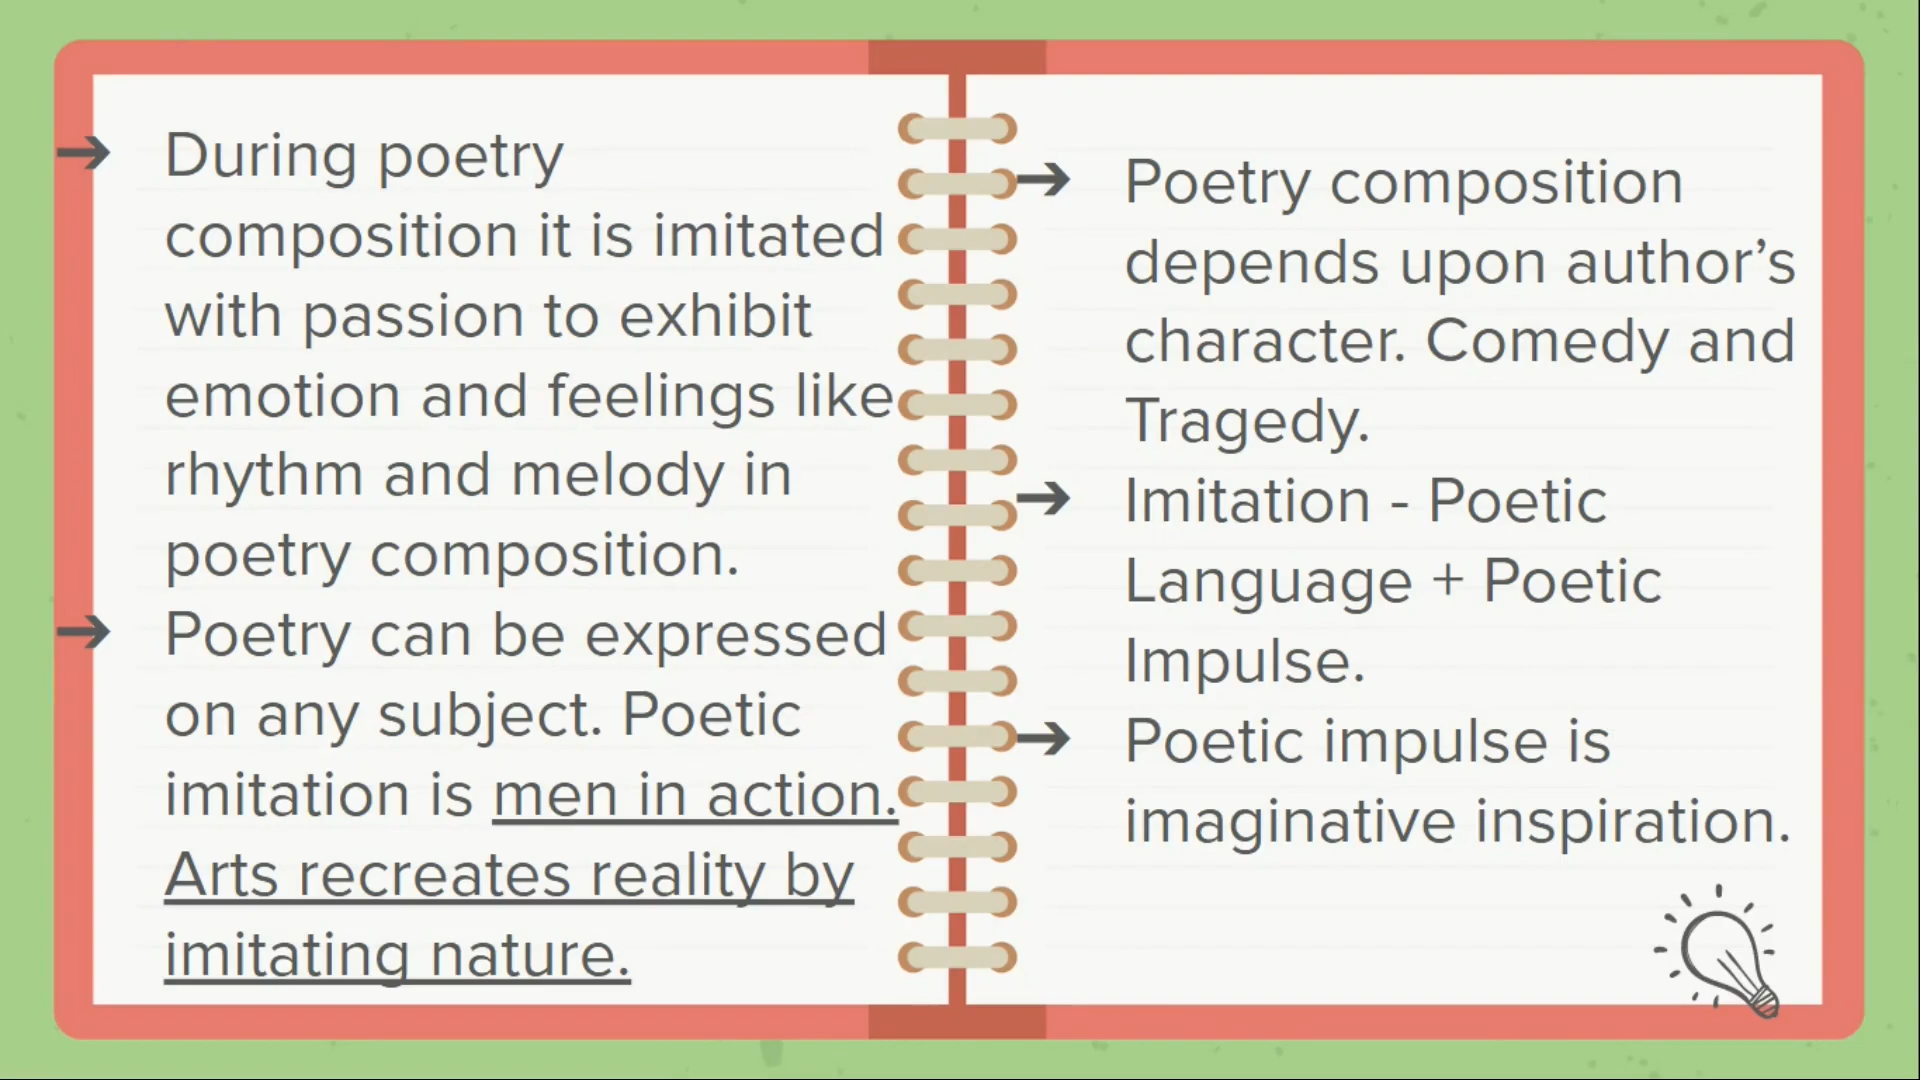 During poetry
composition it is imitated
with passion to exhibit
emotion and feelings like
rhythm and melody in
poetry composition.
Poetry can be expressed
on any subject. Poetic
imitation is men in action.
Arts recreates reality by
imitating nature.
Poetry composition
depends upon author’s
character. Comedy and
Tragedy.
Imitation - Poetic
Language + Poetic
Impulse.
Poetic impulse is
imaginative inspiration.